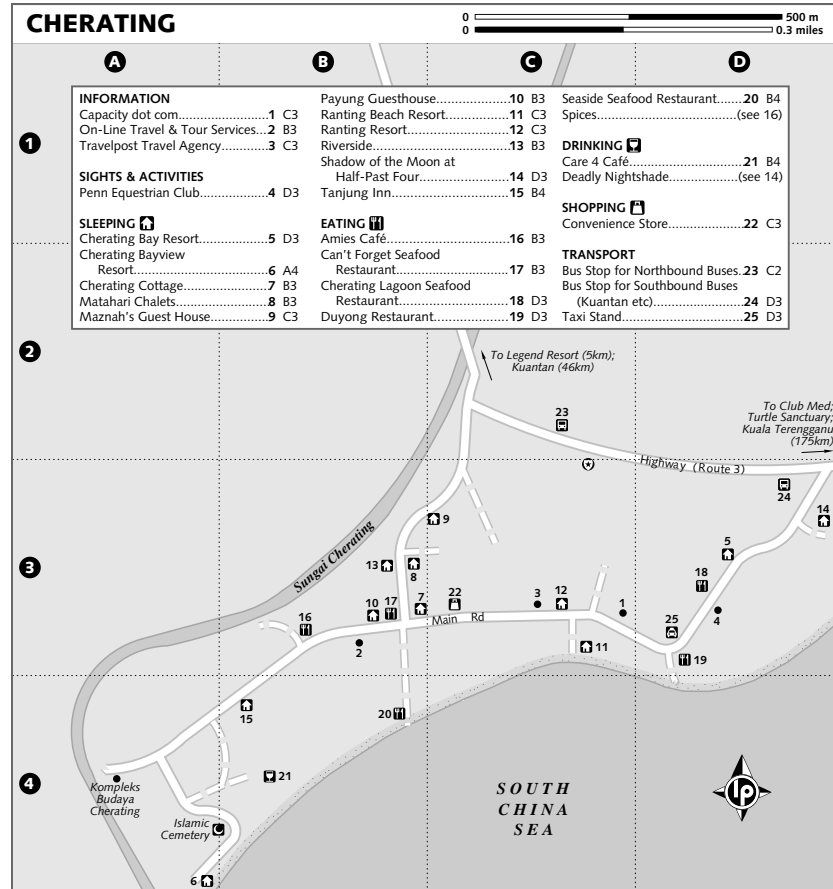 CHERATING
0 500 m
0 0.3 miles
A B C D
1
INFORMATION
Capacity dot com....................1 C3
On-Line Travel & Tour Services...2 B3
Travelpost Travel Agency..........3 C3
SIGHTS & ACTIVITIES
Penn Equestrian Club...............4 D3
SLEEPING
Cherating Bay Resort...............5 D3
Cherating Bayview
Resort................................6 A4
Cherating Cottage..................7 B3
Matahari Chalets....................8 B3
Maznah's Guest House.............9 C3
Payung Guesthouse................10 B3
Ranting Beach Resort..............11 C3
Ranting Resort......................12 C3
Riverside.............................13 B3
Shadow of the Moon at
Half-Past Four.....................14 D3
Tanjung Inn.........................15 B4
EATING
Amies Café..........................16 B3
Can't Forget Seafood
Restaurant..........................17 B3
Cherating Lagoon Seafood
Restaurant..........................18 D3
Duyong Restaurant................19 D3
Seaside Seafood Restaurant.....20 B4
Spices...............................(see 16)
DRINKING
Care 4 Café.........................21 B4
Deadly Nightshade...............(see 14)
SHOPPING
Convenience Store.................22 C3
TRANSPORT
Bus Stop for Northbound Buses..23 C2
Bus Stop for Southbound Buses
(Kuantan etc).....................24 D3
Taxi Stand...........................25 D3
2
To Legend Resort (5km);
Kuantan (46km)
To Club Med;
Turtle Sanctuary;
Kuala Terengganu
(175km)
23
Highway (Route 3)
24
14
9
5
Sungai Cherating
3
13
8
18
22
3
12
7
10
17
1
4
16
Main Rd
25
2
11
19
15
20
4
21
Kompleks
Budaya
Cherating
SOUTH
CHINA
SEA
lp
Islamic
Cemetery
6